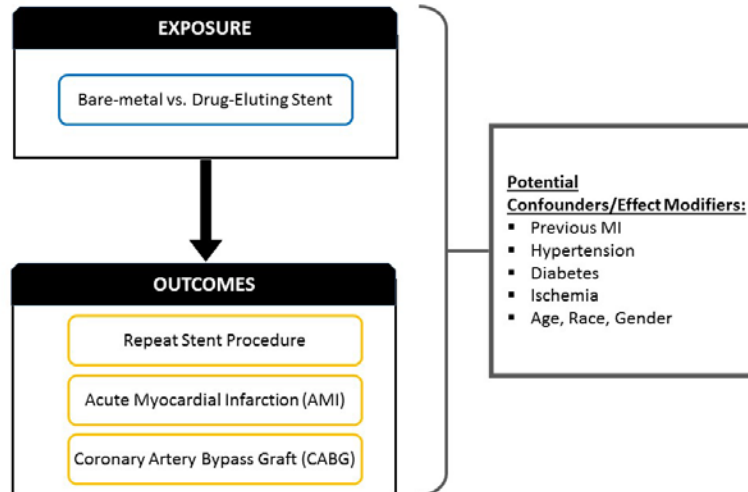 EXPOSURE
Bare-metal vs. Drug-Eluting Stent
OUTCOMES
Repeat Stent Procedure
Acute Myocardial Infarction (AMI)
Coronary Artery Bypass Graft (CABG)
Potential
Confounders/Effect Modifiers:
▪ Previous MI
▪ Hypertension
▪ Diabetes
▪ Ischemia
▪ Age, Race, Gender